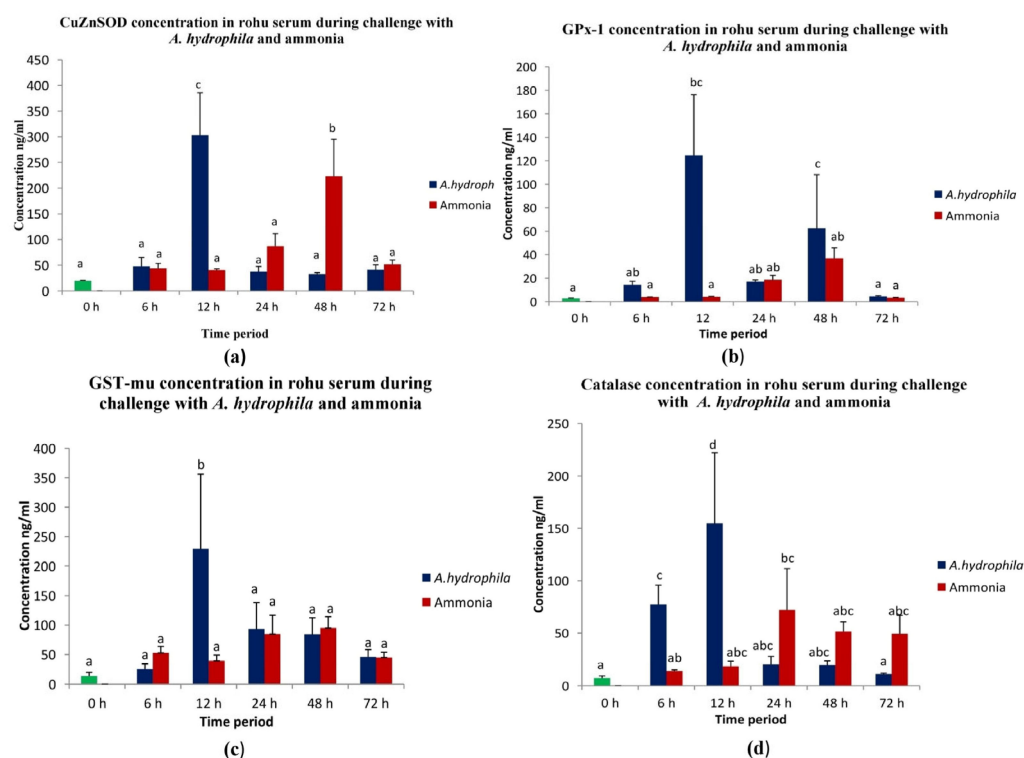 CuZnSOD concentration in rohu serum during challenge with
A. hydrophila and ammonia
450
400
350
300
250
200
150
100
50
0
Concentration ng/ml
a
a
a
c
a
a
a
a
b
a
a
0 h
6 h
12 h
24 h
48 h
72 h
Time period
A.hydroph
Ammonia
(a)
GPx-1 concentration in rohu serum during challenge with
A. hydrophila and ammonia
200
180
160
140
120
100
80
60
40
20
0
Concentration ng/ml
a
ab
a
bc
a
ab
ab
c
ab
a
a
0 h
6 h
12
24 h
48 h
72 h
Time period
A.hydrophila
Ammonia
(b)
GST-mu concentration in rohu serum during
challenge with A. hydrophila and ammonia
400
350
300
250
200
150
100
50
0
Concentration ng/ml
a
a
a
b
a
a
a
a
a
a
a
0 h
6 h
12 h
24 h
48 h
72 h
Time period
A.hydrophila
Ammonia
(c)
Catalase concentration in rohu serum during challenge
with A. hydrophila and ammonia
250
200
150
100
50
0
Concentration ng/ml
a
c
ab
d
abc
abc
bc
abc
abc
a
abc
0 h
6 h
12 h
24 h
48 h
72 h
Time period
A.hydrophila
Ammonia
(d)